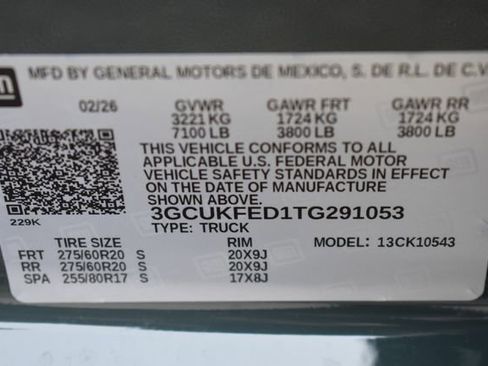 gm MFD BY GENERAL MOTORS DE MEXICO, S. DE R.L. DE C.V
02/26 GVWR GAWR FRT GAWR RR
3221 KG 1724 KG 1724 KG
7100 LB 3800 LB 3800 LB
THIS VEHICLE CONFORMS TO ALL
APPLICABLE U.S. FEDERAL MOTOR
VEHICLE SAFETY STANDARDS IN EFFECT
ON THE DATE OF MANUFACTURE
SHOWN ABOVE.
3GCUKFED1TG291053
229K TYPE: TRUCK
TIRE SIZE RIM MODEL: 13CK10543
FRT 275/60R20 S 20X9J
RR 275/60R20 S 20X9J
SPA 255/80R17 S 17X8J